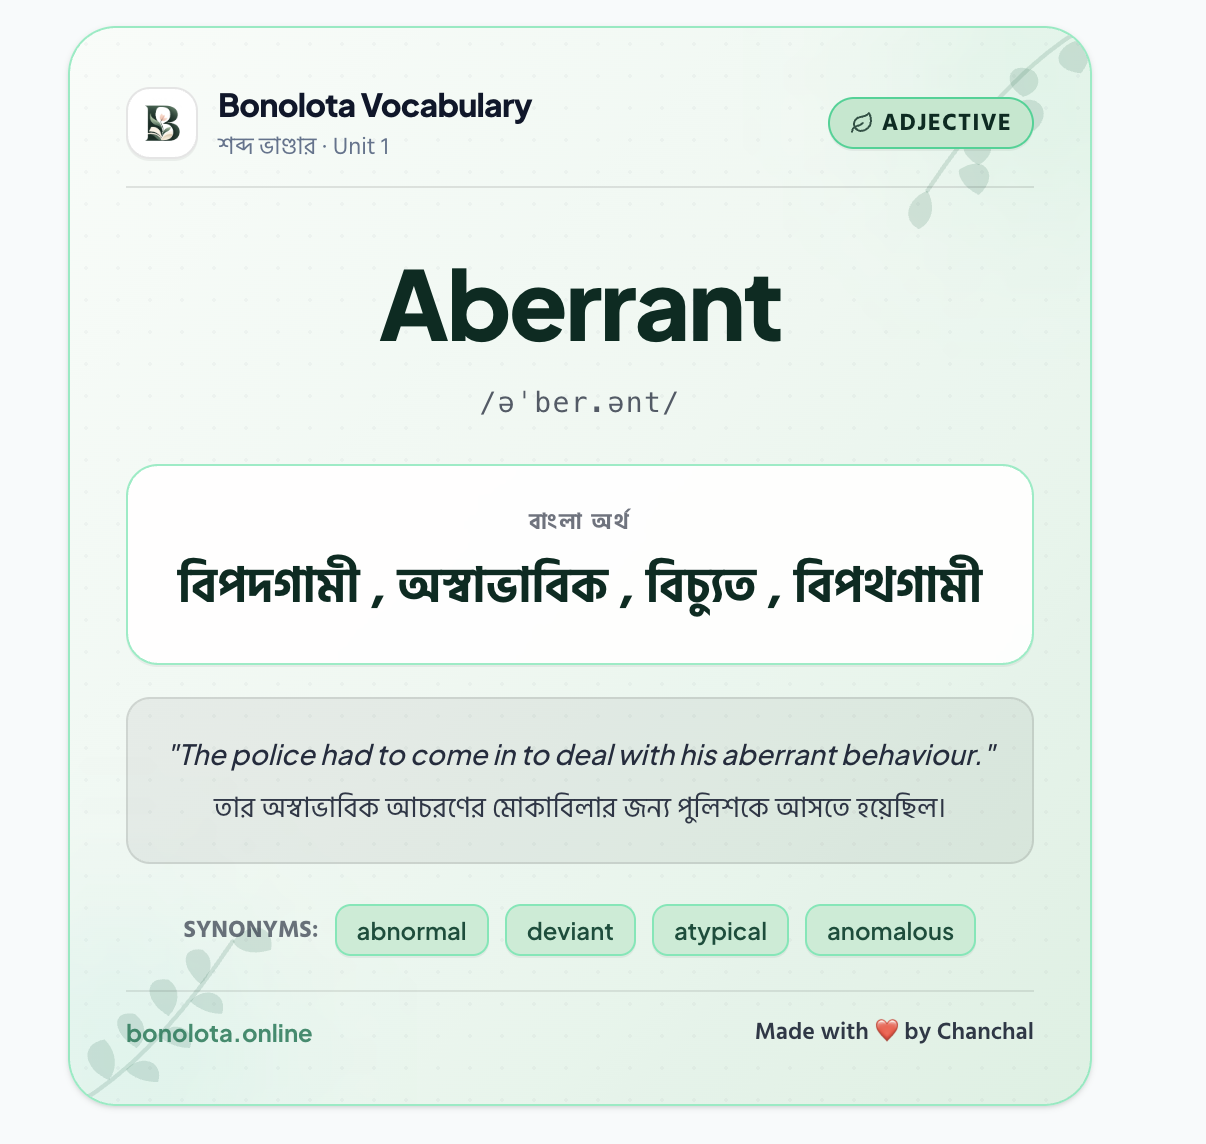 B
Bonolota Vocabulary
শব্দ ভাণ্ডার · Unit 1
ADJECTIVE
Aberrant
/əˈber.ənt/
বাংলা অর্থ
বিপদগামী , অস্বাভাবিক , বিচ্যুত , বিপথগামী
"The police had to come in to deal with his aberrant behaviour."
তার অস্বাভাবিক আচরণের মোকাবিলার জন্য পুলিশকে আসতে হয়েছিল।
SYNONYMS: abnormal deviant atypical anomalous
bonolota.online
Made with ❤️ by Chanchal